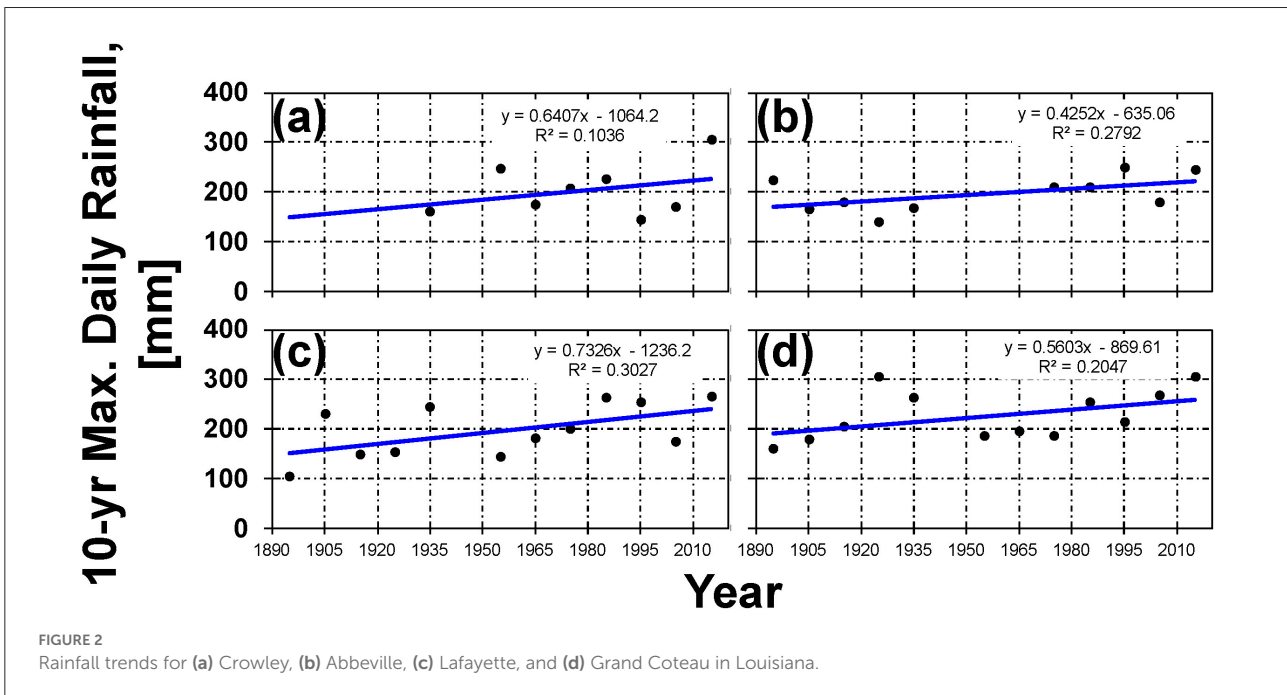 10-yr Max. Daily Rainfall,
[mm]
400
300
200
100
0
(a)
y = 0.6407x - 1064.2
R² = 0.1036
(b)
y = 0.4252x - 635.06
R² = 0.2792
400
300
200
100
0
(c)
y = 0.7326x - 1236.2
R² = 0.3027
(d)
y = 0.5603x - 869.61
R² = 0.2047
1890 1905 1920 1935 1950 1965 1980 1995 2010
1890 1905 1920 1935 1950 1965 1980 1995 2010
Year
FIGURE 2
Rainfall trends for (a) Crowley, (b) Abbeville, (c) Lafayette, and (d) Grand Coteau in Louisiana.